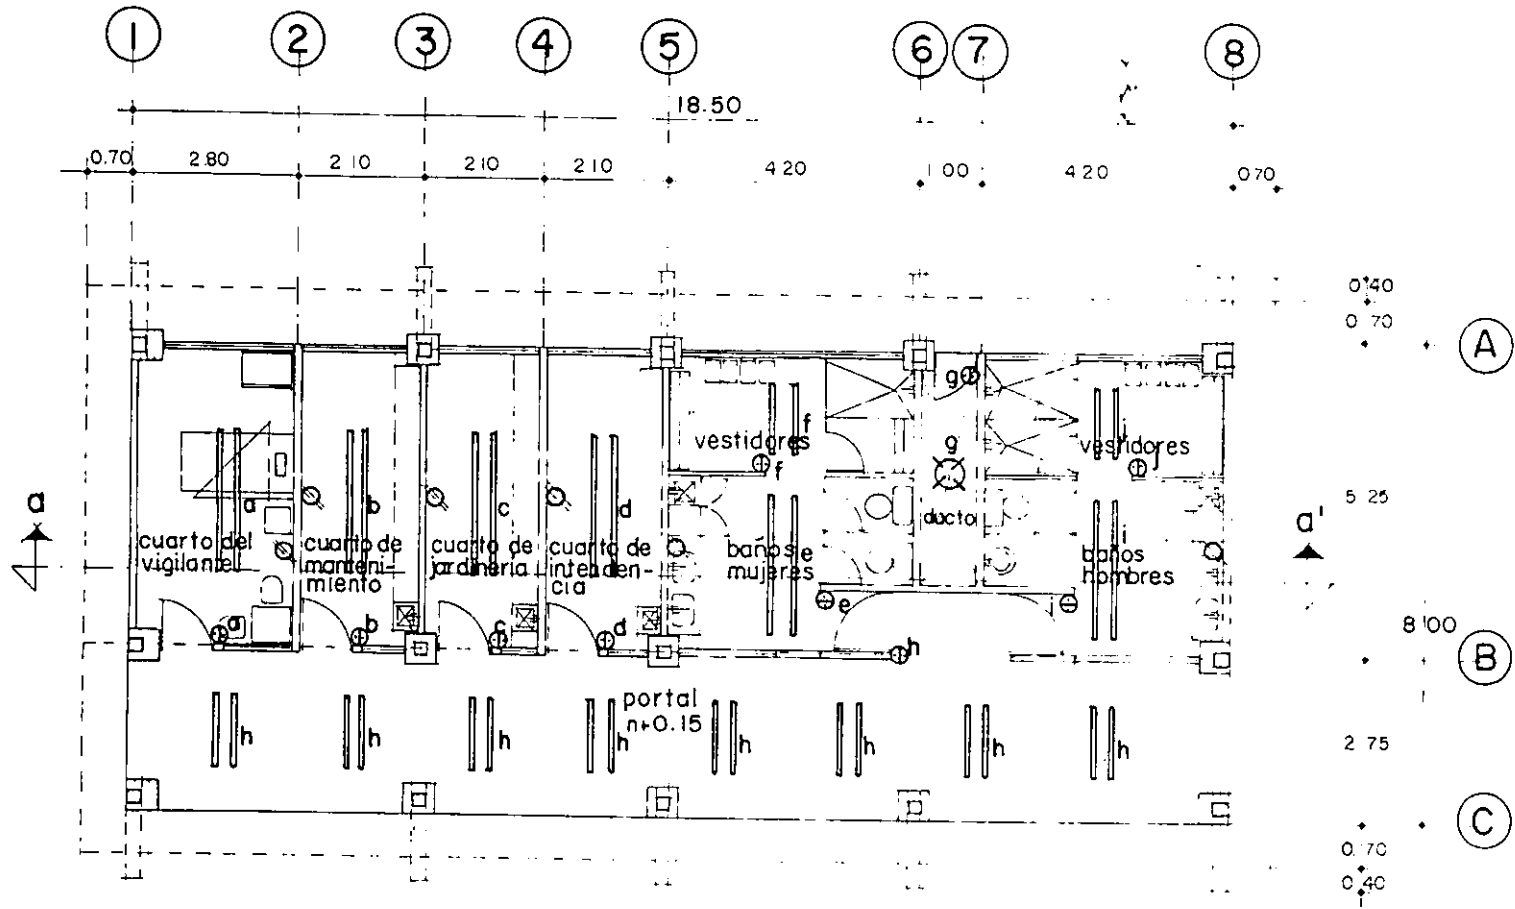 1 2 3 4 5 6 7 8
18.50
0.70 2.80 2.10 2.10 2.10 4.20 1.00 4.20 0.70
0.40
0.70
A
g
f
vestidores
f
g
vestidores
j
5.25
a
a
b
c
d
ducto
a'
cuarto del
vigilante
cuarto de
manteni-
miento
cuarto de
jardinería
cuarto de
intenden-
cia
baños
mujeres
e
i
baños
hombres
e
a
b
c
d
h
8.00
B
portal
n+0.15
h h h h h h h h
2.75
C
0.70
0.40